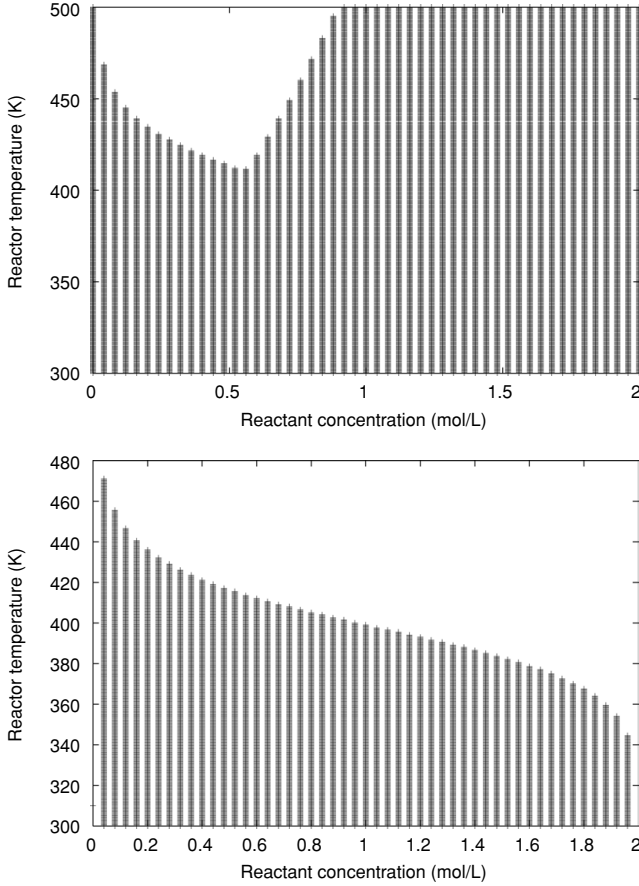 500
450
400
350
300
Reactor temperature (K)
0 0.5 1 1.5 2
Reactant concentration (mol/L)
480
460
440
420
400
380
360
340
320
300
Reactor temperature (K)
0 0.2 0.4 0.6 0.8 1 1.2 1.4 1.6 1.8 2
Reactant concentration (mol/L)